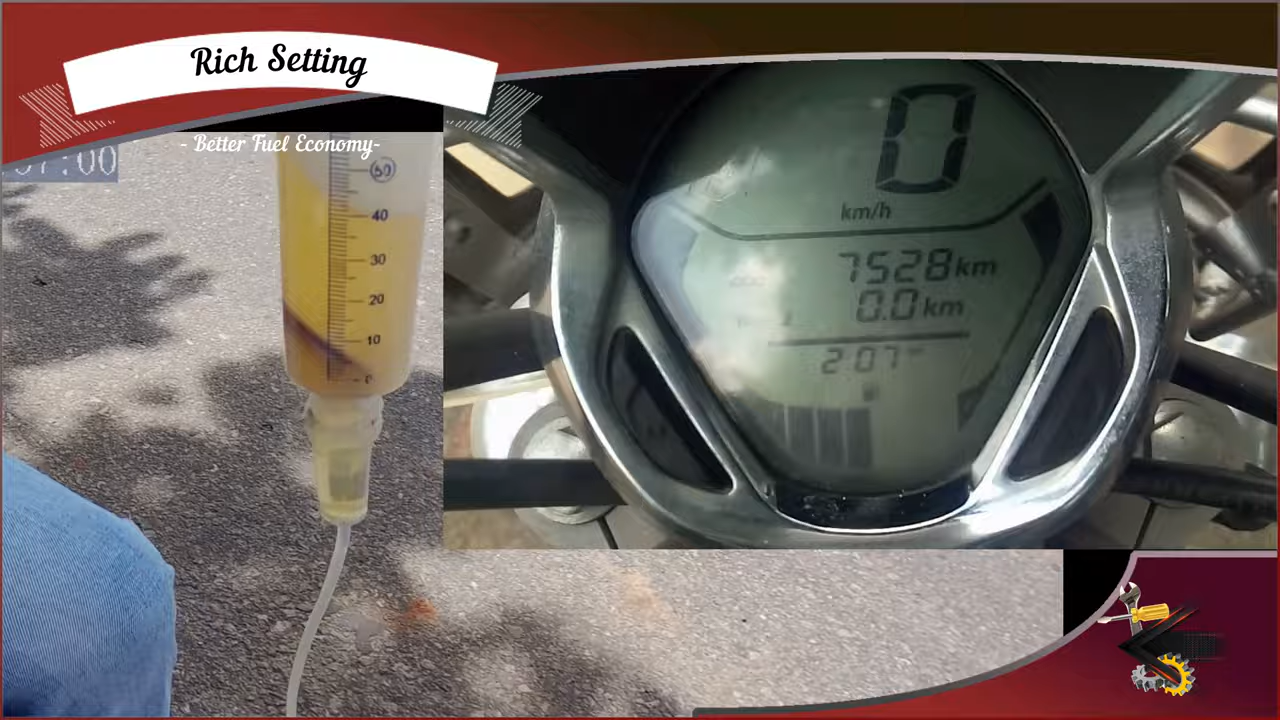 Rich Setting
- Better Fuel Economy-
:00
60
40
30
20
10
0
0
km/h
7528 km
0.0 km
2:07